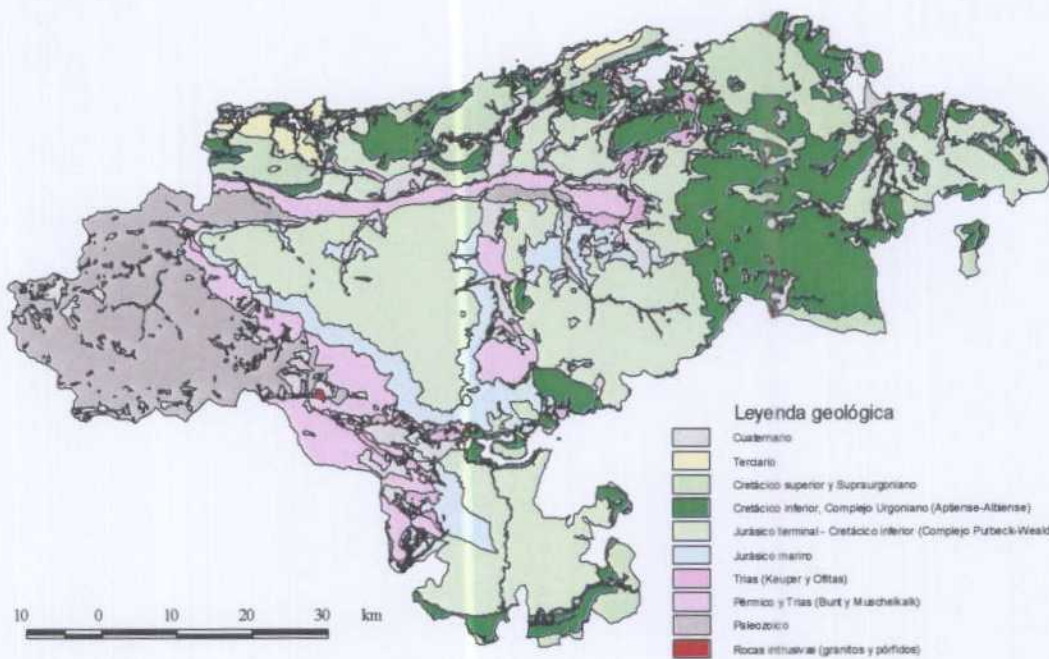 Leyenda geológica
Cuaternario
Terciario
Cretácico superior y Supraurgoniano
Cretácico inferior, Complejo Urgoniano (Aptiense-Albiense)
Jurásico terminal - Cretácico inferior (Complejo Purbeck-Weald
Jurásico marino
Trias (Keuper y Ofitas)
Pérmico y Trias (Bunt y Muschelkalk)
Paleozoico
Rocas intrusivas (granitos y pórfidos)
10 0 10 20 30 km